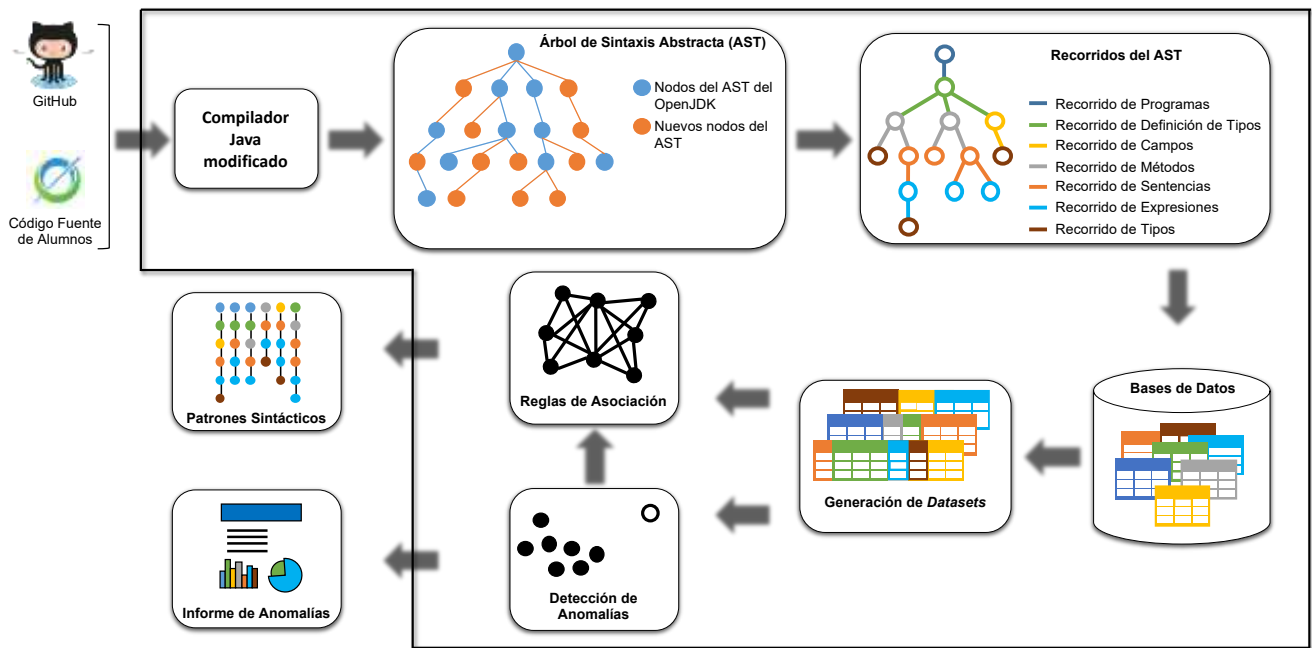 GitHub
Código Fuente
de Alumnos
Compilador
Java
modificado
Árbol de Sintaxis Abstracta (AST)
Nodos del AST del
OpenJDK
Nuevos nodos del
AST
Recorridos del AST
Recorrido de Programas
Recorrido de Definición de Tipos
Recorrido de Campos
Recorrido de Métodos
Recorrido de Sentencias
Recorrido de Expresiones
Recorrido de Tipos
Patrones Sintácticos
Reglas de Asociación
Generación de Datasets
Bases de Datos
Informe de Anomalías
Detección de
Anomalías